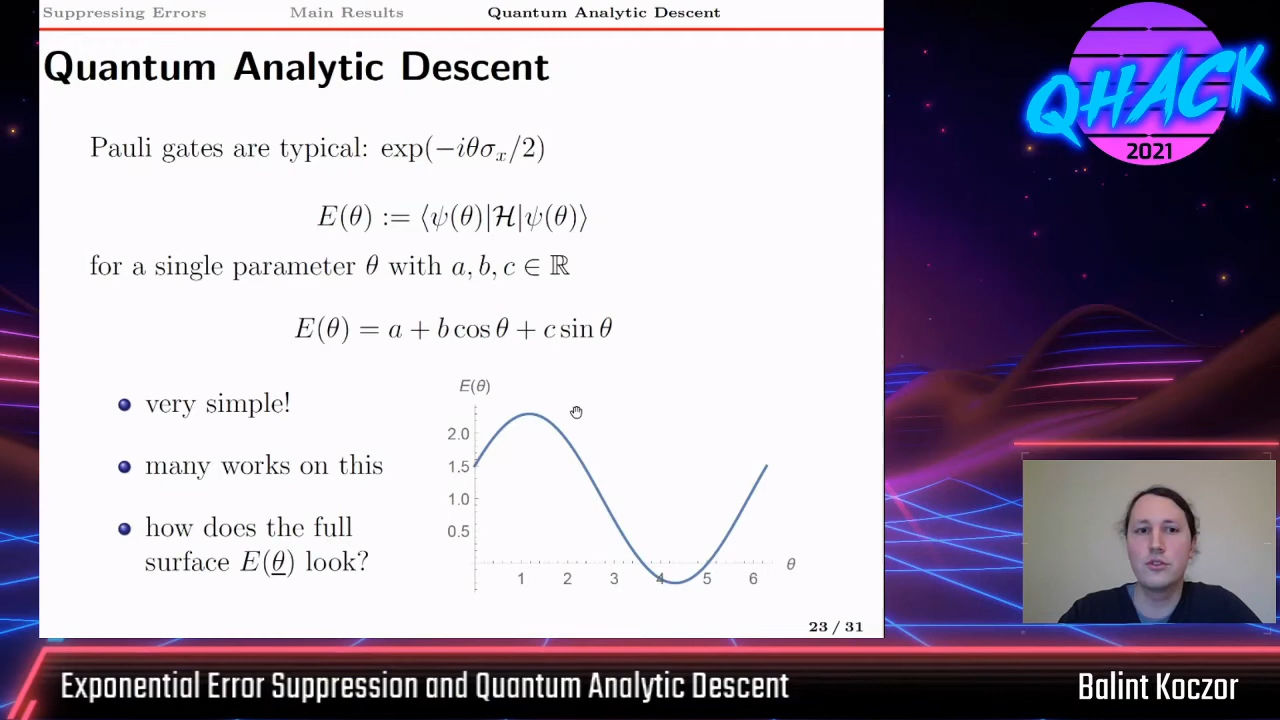 Suppressing Errors Main Results Quantum Analytic Descent
Quantum Analytic Descent
Pauli gates are typical: exp(−iθσₓ/2)
E(θ) := ⟨ψ(θ)|ℋ|ψ(θ)⟩
for a single parameter θ with a, b, c ∈ ℝ
E(θ) = a + b cos θ + c sin θ
very simple!
many works on this
how does the full
surface E(θ) look?
E(θ)
2.0
1.5
1.0
0.5
1 2 3 4 5 6 θ
23 / 31
QHACK
2021
Exponential Error Suppression and Quantum Analytic Descent
Balint Koczor